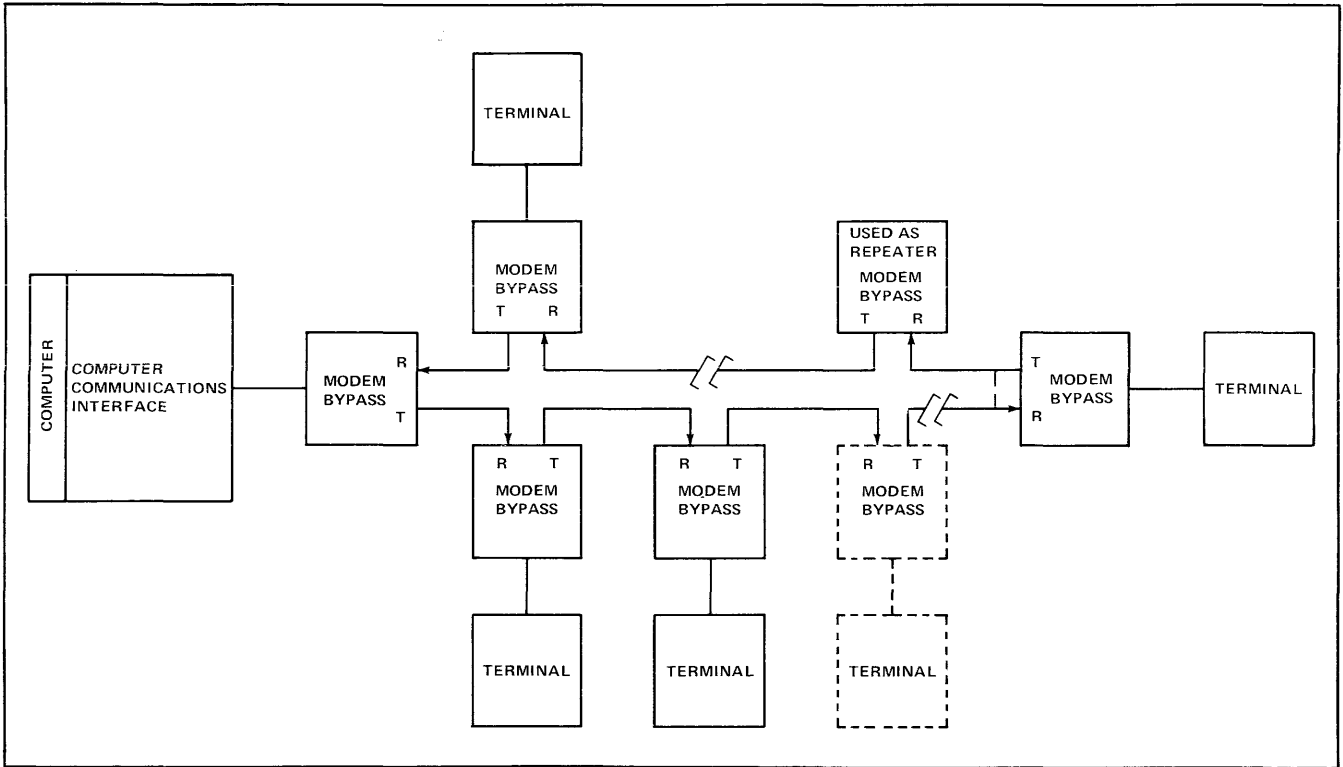 TERMINAL
MODEM
BYPASS
T R
USED AS
REPEATER
MODEM
BYPASS
T R
COMPUTER
COMPUTER
COMMUNICATIONS
INTERFACE
MODEM
BYPASS
R
T
T
R
MODEM
BYPASS
TERMINAL
R T
MODEM
BYPASS
R T
MODEM
BYPASS
R T
MODEM
BYPASS
TERMINAL
TERMINAL
TERMINAL